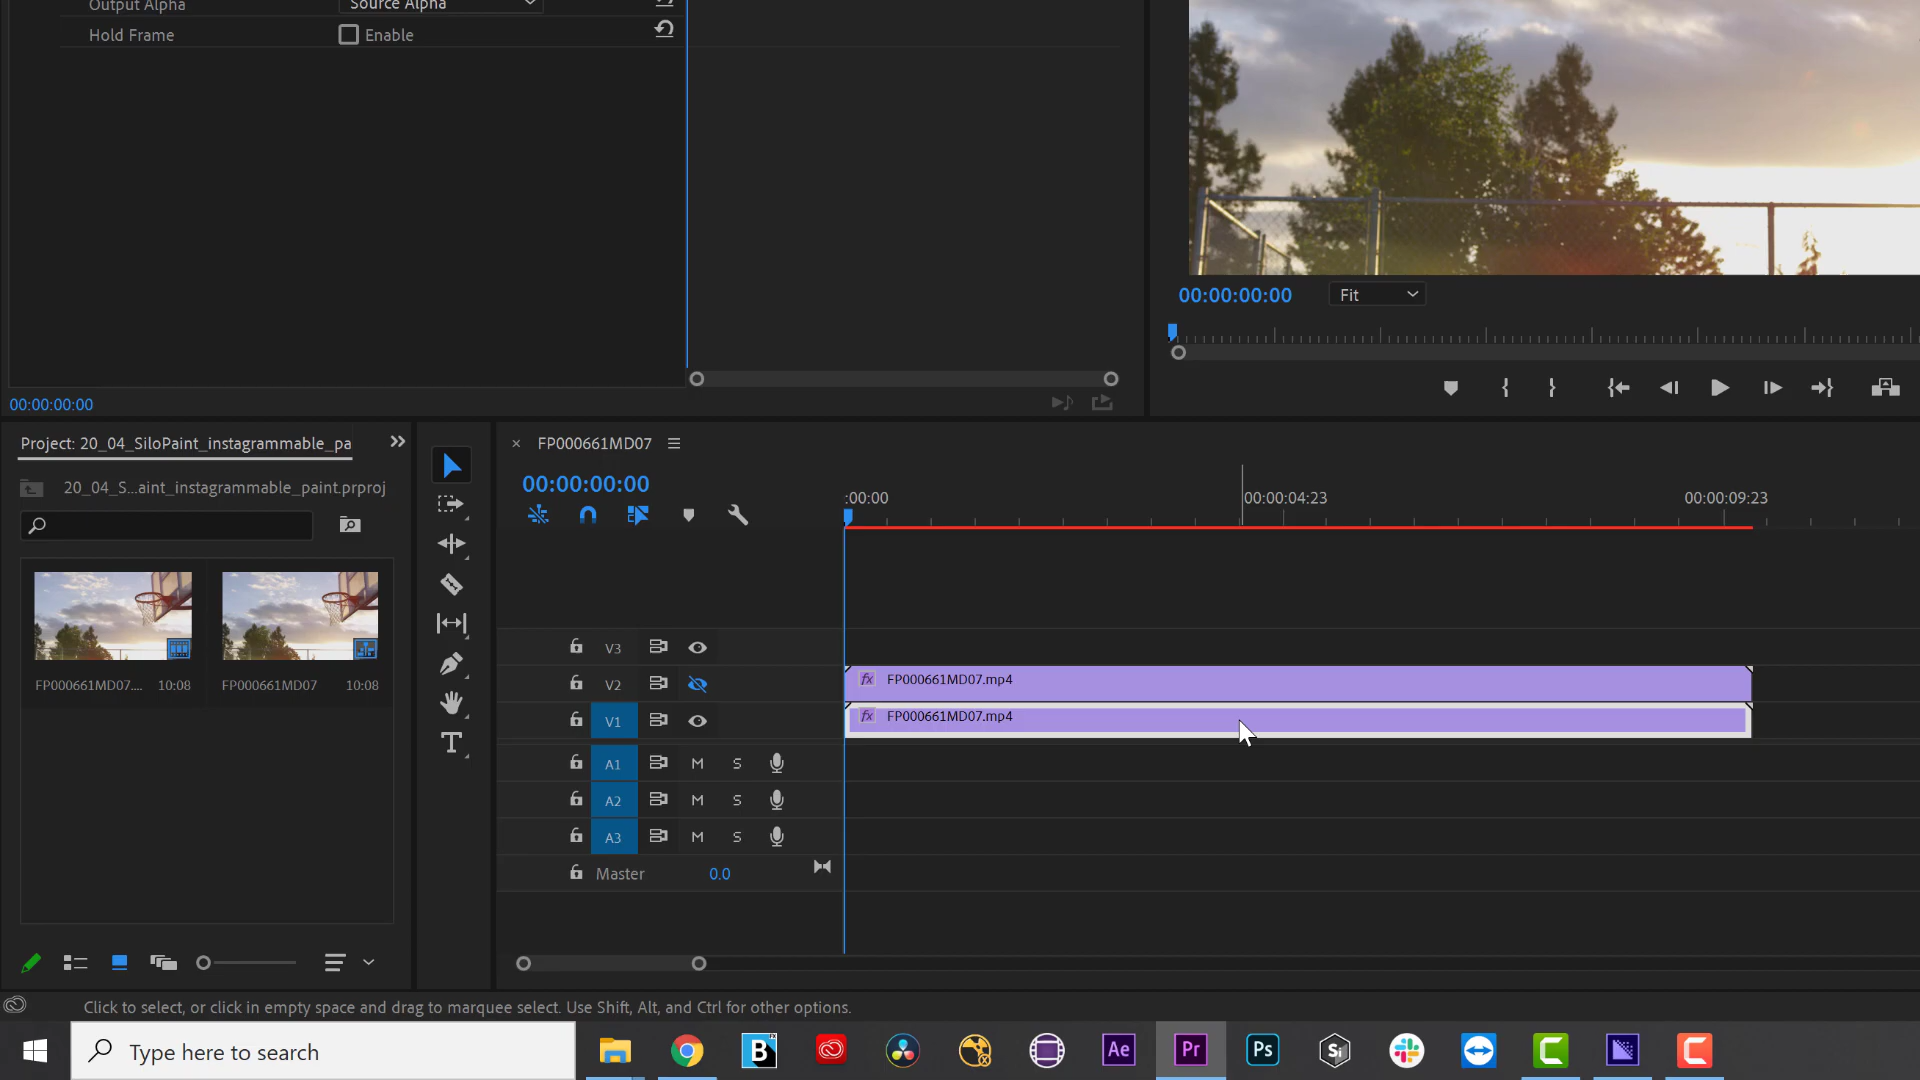 Output Alpha
Source Alpha
Hold Frame
Enable
00:00:00:00
Fit
00:00:00:00
Project: 20_04_SiloPaint_instagrammable_pa
20_04_S...aint_instagrammable_paint.prproj
FP000661MD07....
10:08
FP000661MD07
10:08
× FP000661MD07
00:00:00:00
:00:00
00:00:04:23
00:00:09:23
V3
V2
fx FP000661MD07.mp4
V1
fx FP000661MD07.mp4
A1 M S
A2 M S
A3 M S
Master 0.0
Click to select, or click in empty space and drag to marquee select. Use Shift, Alt, and Ctrl for other options.
Type here to search
B
Ae
Pr
Ps
Si
C
C